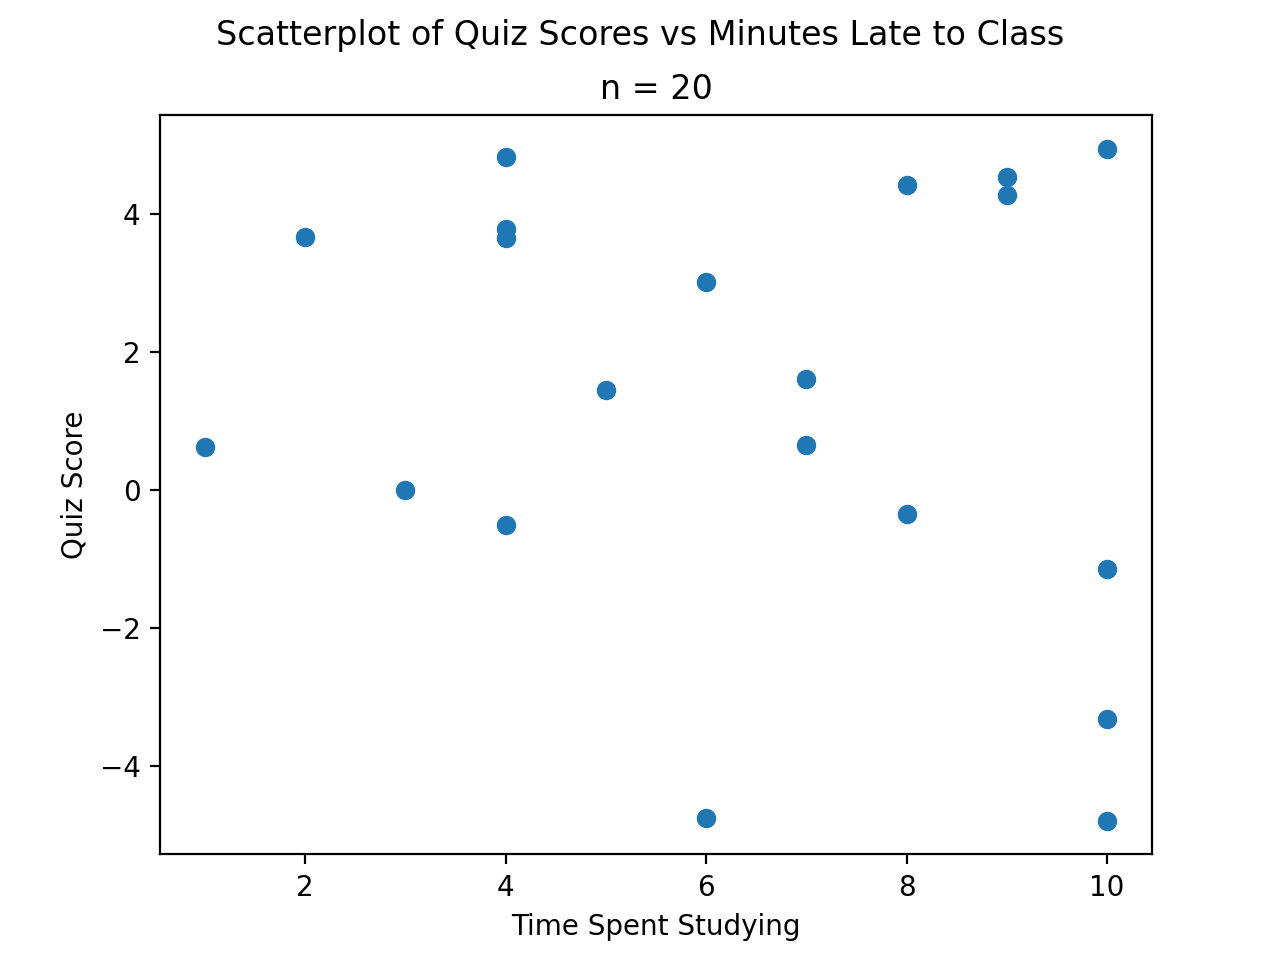 Scatterplot of Quiz Scores vs Minutes Late to Class
n = 20
4
2
0
−2
−4
Quiz Score
2 4 6 8 10
Time Spent Studying